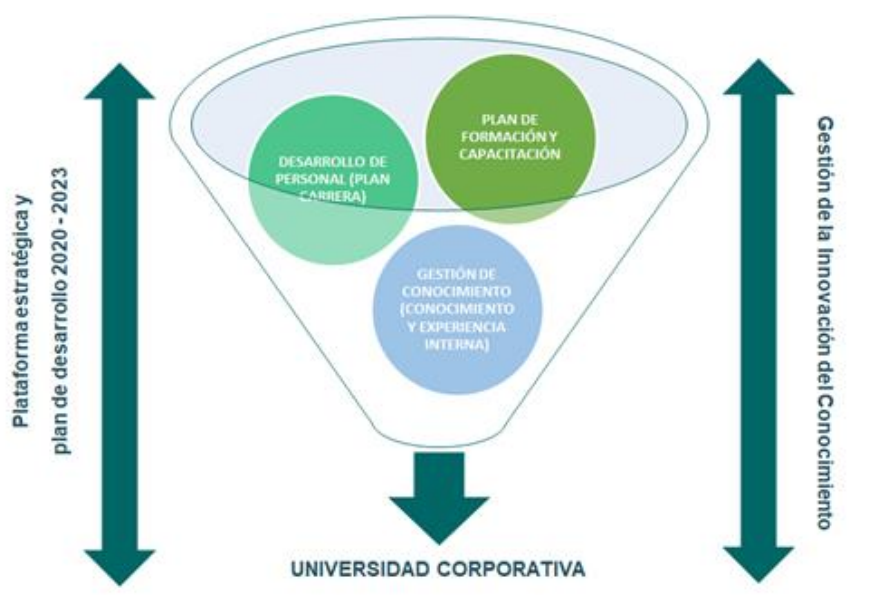 Plataforma estratégica y
plan de desarrollo 2020 - 2023
DESARROLLO DE
PERSONAL (PLAN
CARRERA)
PLAN DE
FORMACIÓN Y
CAPACITACIÓN
GESTIÓN DE
CONOCIMIENTO
(CONOCIMIENTO
Y EXPERIENCIA
INTERNA)
Gestión de la Innovación del Conocimiento
UNIVERSIDAD CORPORATIVA